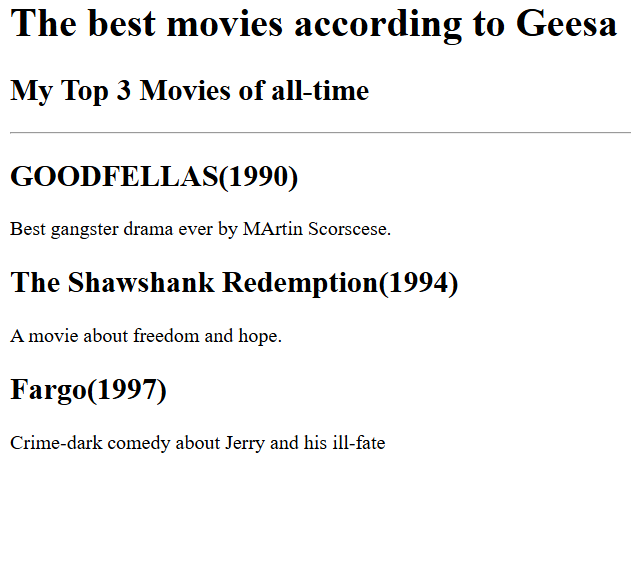 The best movies according to Geesa
My Top 3 Movies of all-time
GOODFELLAS(1990)
Best gangster drama ever by MArtin Scorscese.
The Shawshank Redemption(1994)
A movie about freedom and hope.
Fargo(1997)
Crime-dark comedy about Jerry and his ill-fate